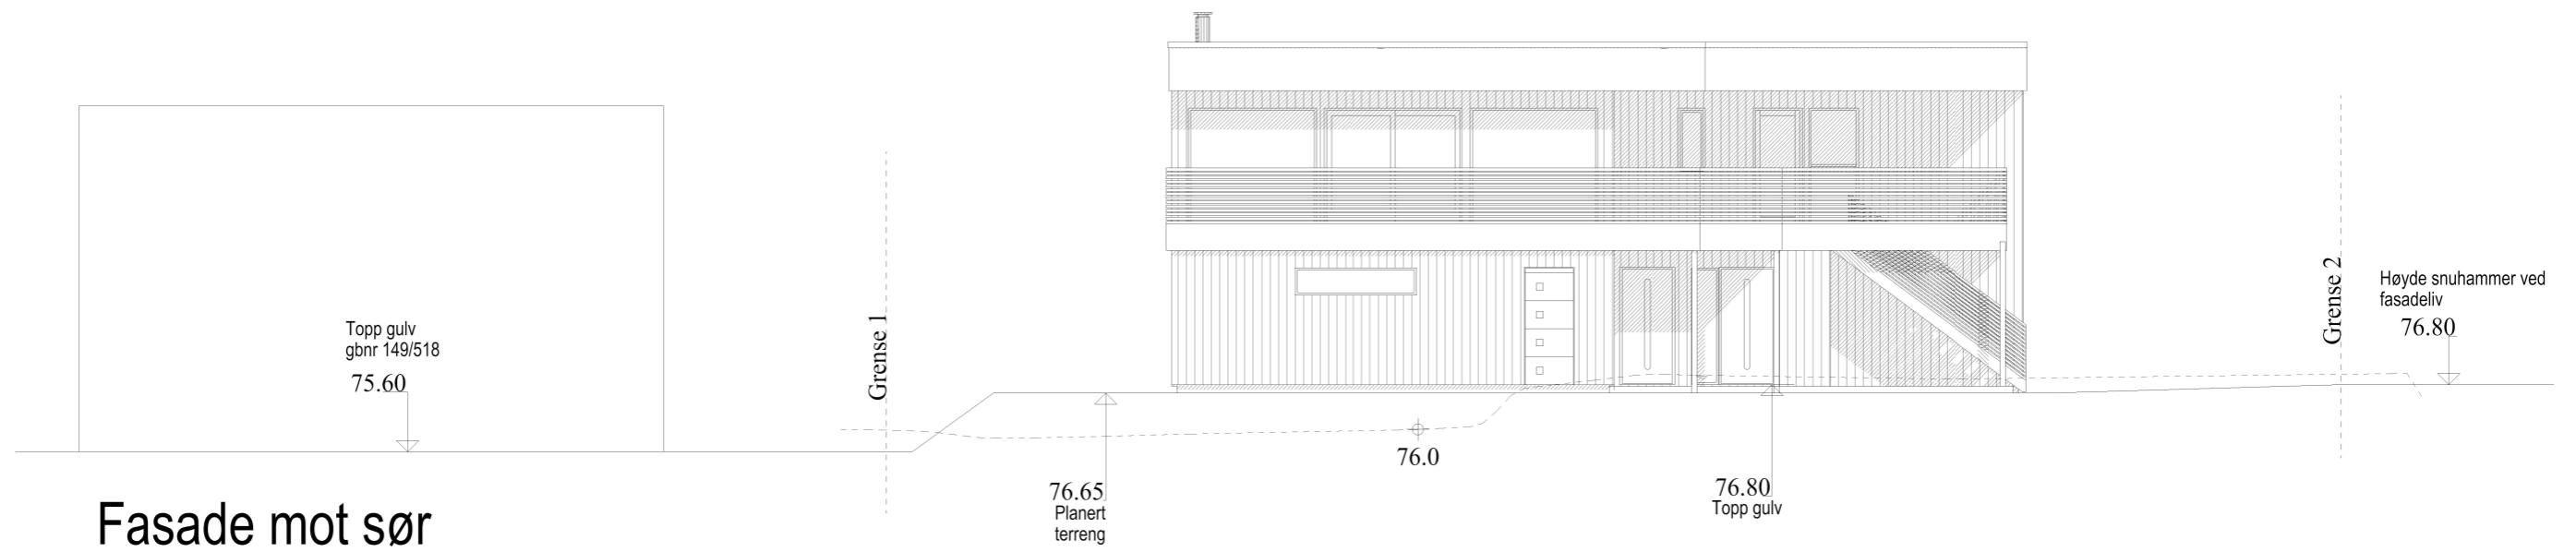 Topp gulv
gbnr 149/518
75.60
Grense 1
76.65
Planert
terreng
76.0
76.80
Topp gulv
Grense 2
Høyde snuhammer ved
fasadeliv
76.80
Fasade mot sør